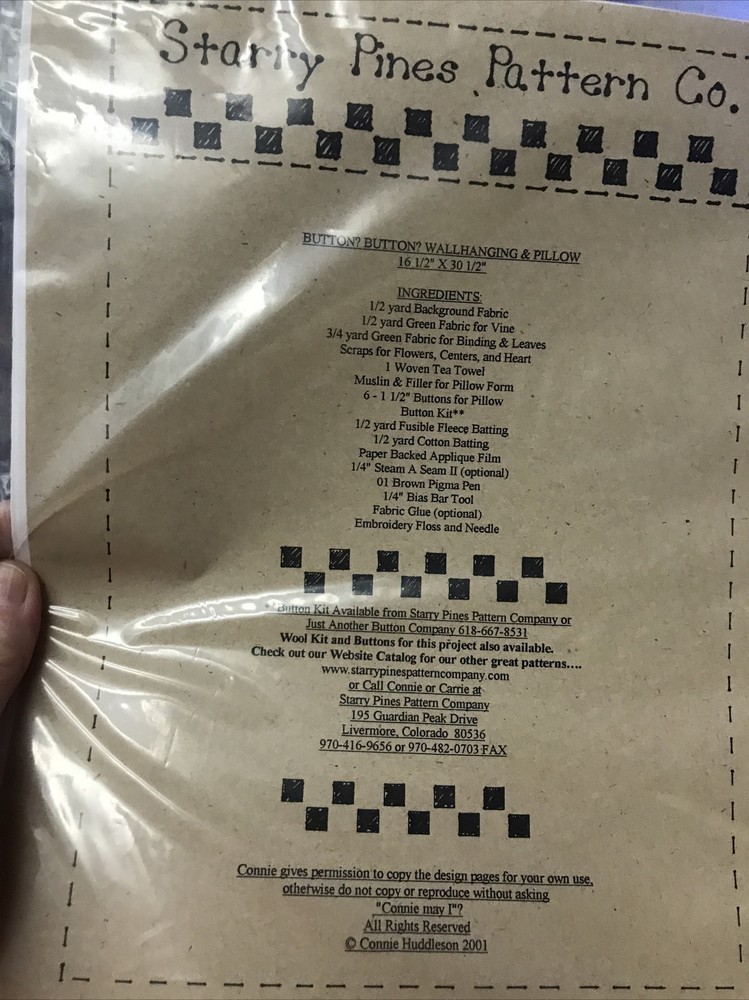 Starry Pines Pattern Co.
BUTTON? BUTTON? WALLHANGING & PILLOW
16 1/2" X 30 1/2"
INGREDIENTS:
1/2 yard Background Fabric
1/2 yard Green Fabric for Vine
3/4 yard Green Fabric for Binding & Leaves
Scraps for Flowers, Centers, and Heart
1 Woven Tea Towel
Muslin & Filler for Pillow Form
6 - 1 1/2" Buttons for Pillow
Button Kit**
1/2 yard Fusible Fleece Batting
1/2 yard Cotton Batting
Paper Backed Applique Film
1/4" Steam A Seam II (optional)
01 Brown Pigma Pen
1/4" Bias Bar Tool
Fabric Glue (optional)
Embroidery Floss and Needle
**Button Kit Available from Starry Pines Pattern Company or
Just Another Button Company 618-667-8531
Wool Kit and Buttons for this project also available.
Check out our Website Catalog for our other great patterns....
www.starrypinespatterncompany.com
or Call Connie or Carrie at
Starry Pines Pattern Company
195 Guardian Peak Drive
Livermore, Colorado 80536
970-416-9656 or 970-482-0703 FAX
Connie gives permission to copy the design pages for your own use,
otherwise do not copy or reproduce without asking
"Connie may I"?
All Rights Reserved
© Connie Huddleson 2001